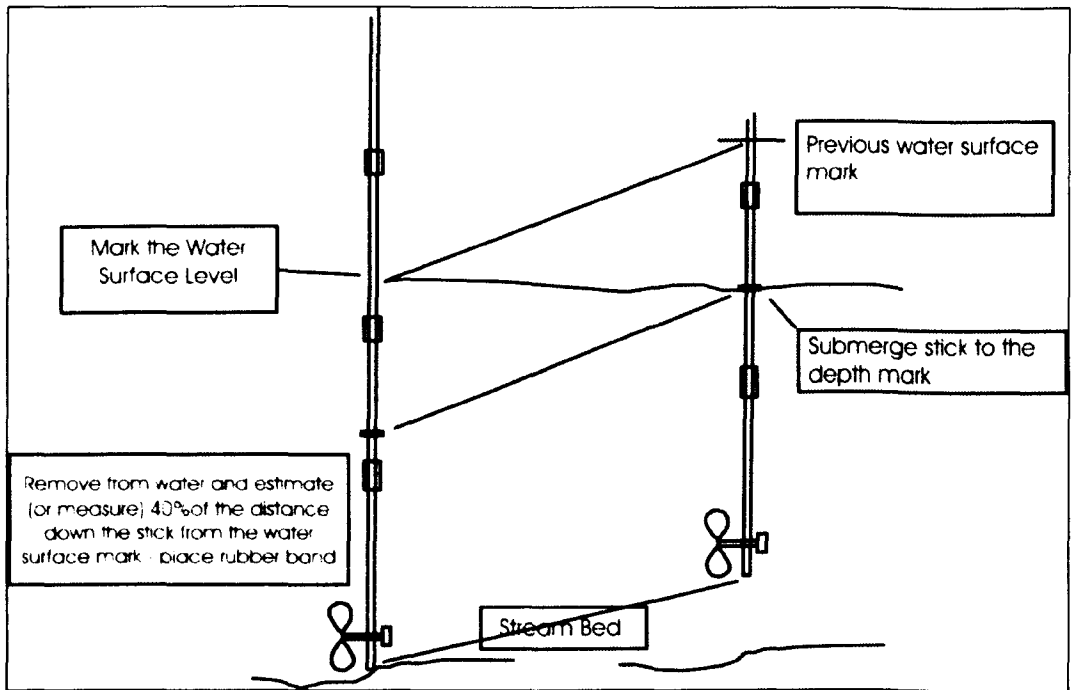 Previous water surface
mark
Mark the Water
Surface Level
Submerge stick to the
depth mark
Remove from water and estimate
(or measure) 40% of the distance
down the stick from the water
surface mark - place rubber band
Stream Bed